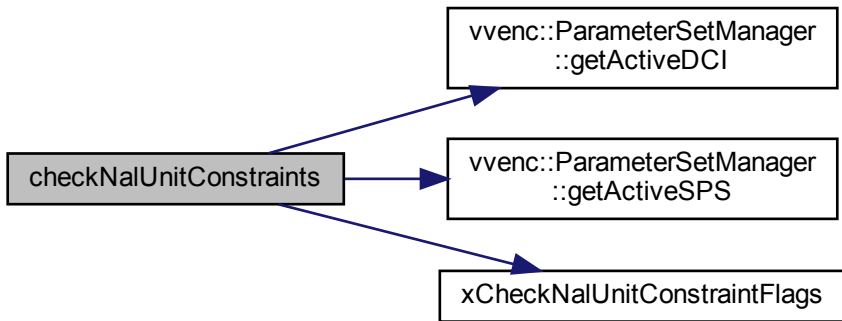 vvenc::ParameterSetManager
::getActiveDCI
checkNalUnitConstraints
vvenc::ParameterSetManager
::getActiveSPS
xCheckNalUnitConstraintFlags